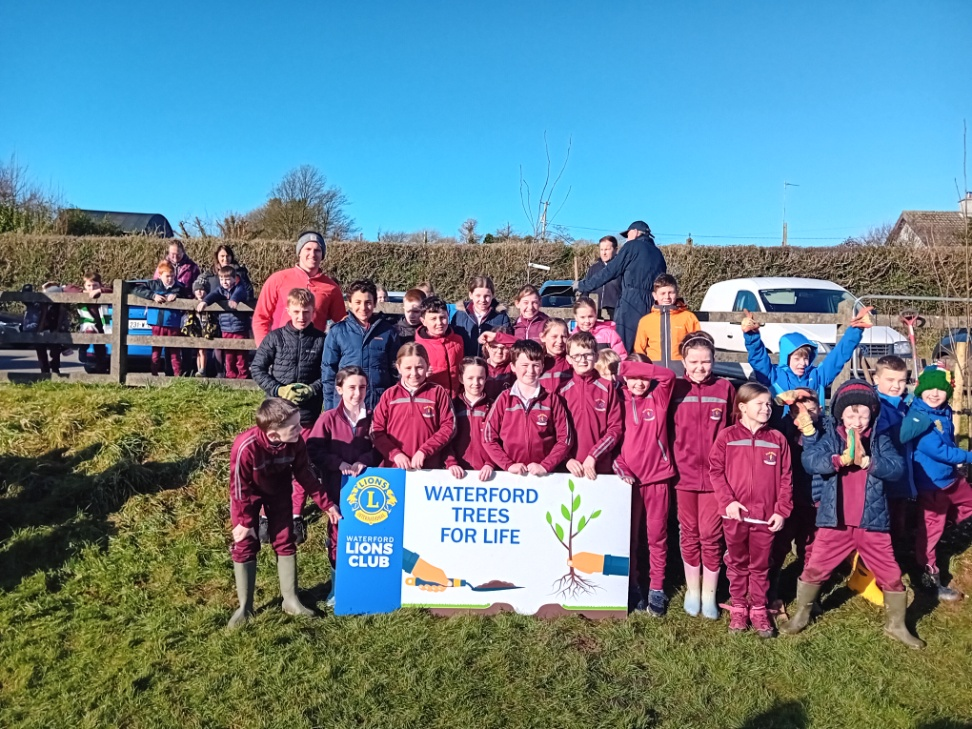 LIONS
L
INTERNATIONAL
WATERFORD
LIONS
CLUB
WATERFORD
TREES
FOR LIFE